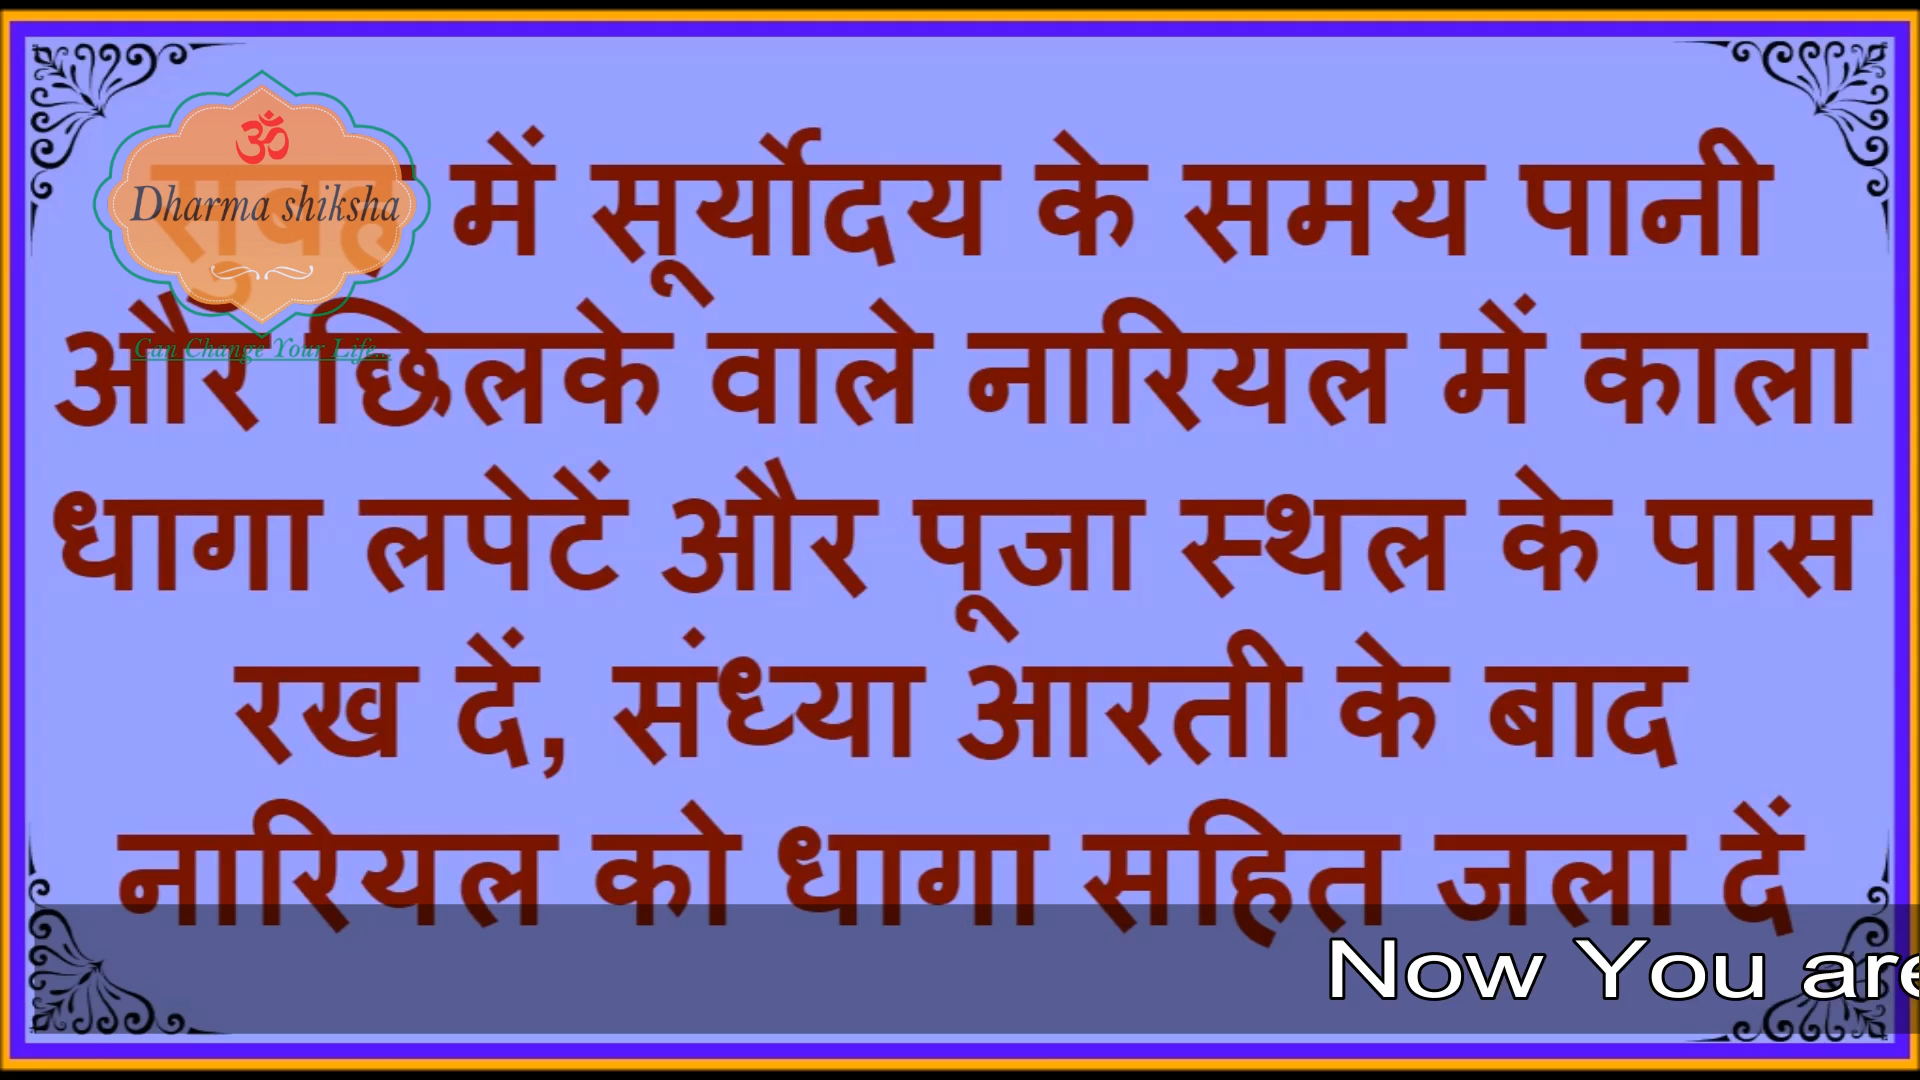 ॐ
Dharma shiksha
Can Change Your Life...
सुबह में सूर्योदय के समय पानी
और छिलके वाले नारियल में काला
धागा लपेटें और पूजा स्थल के पास
रख दें, संध्या आरती के बाद
नारियल को धागा सहित जला दें
Now You are